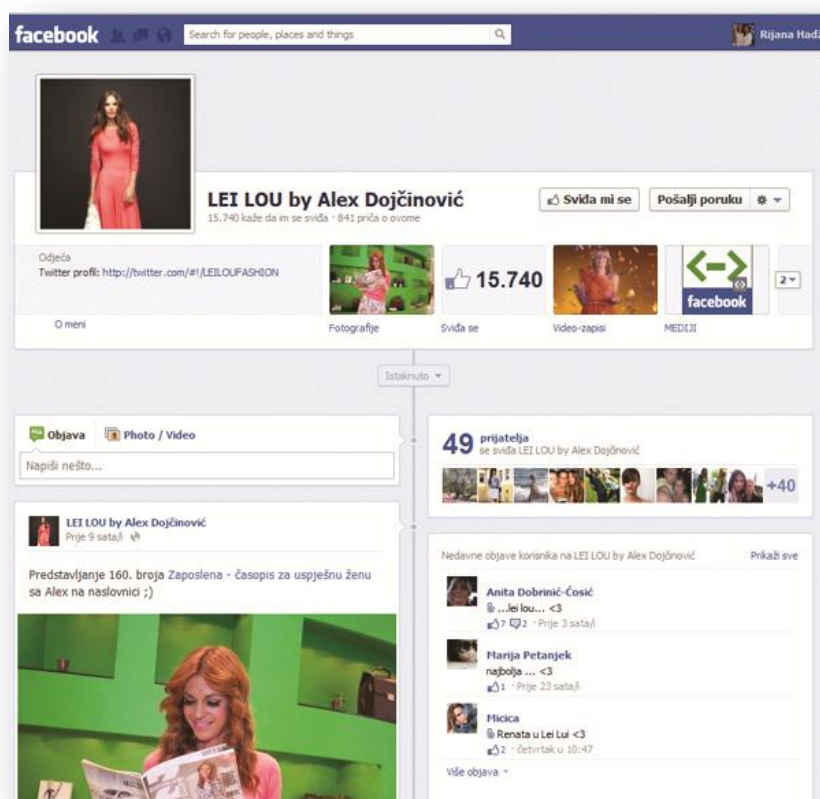 facebook
Search for people, places and things
Rijana Hadž
LEI LOU by Alex Dojčinović
15.740 kaže da im se sviđa · 841 priča o ovome
Sviđa mi se
Pošalji poruku
Odjeća
Twitter profil: http://twitter.com/#!/LEILOUFASHION
15.740
facebook
2
O meni
Fotografije
Sviđa se
Video-zapisi
MEDIJI
Istaknuto
Objava
Photo / Video
Napiši nešto...
49 prijatelja
se sviđa LEI LOU by Alex Dojčinović
+40
LEI LOU by Alex Dojčinović
Prije 9 sata/i
Predstavljanje 160. broja Zaposlena - časopis za uspješnu ženu
sa Alex na naslovnici ;)
Nedavne objave korisnika na LEI LOU by Alex Dojčinović
Prikaži sve
Anita Dobrinić-Ćosić
...lei lou... <3
7 2 · Prije 3 sata/i
Marija Petanjek
najbolja ... <3
1 · Prije 23 sata/i
Micica
Renata u Lei Lui <3
2 · četvrtak u 10:47
Više objava